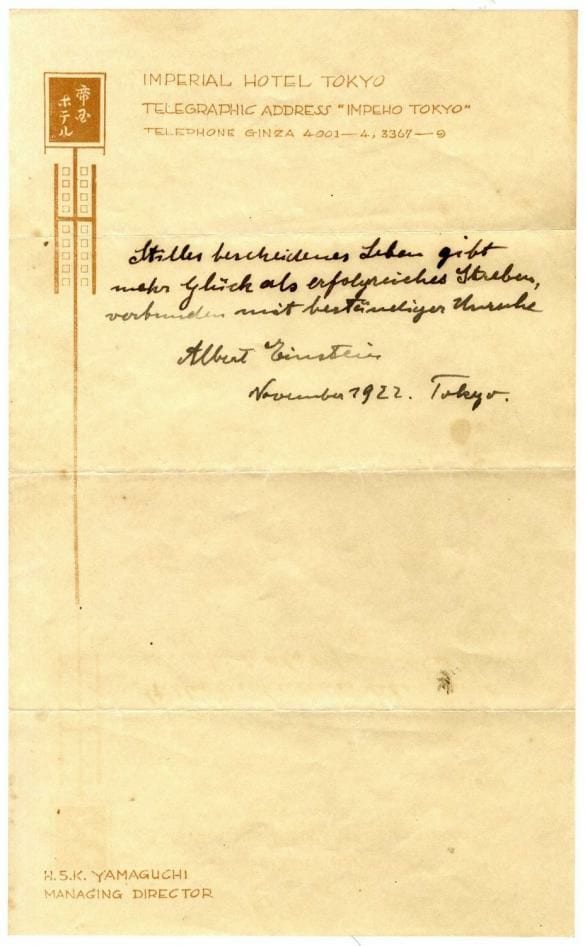 帝国
ホテル
IMPERIAL HOTEL TOKYO
TELEGRAPHIC ADDRESS "IMPEHO TOKYO"
TELEPHONE GINZA 4001—4, 3367—9
Stilles bescheidenes Leben gibt
mehr Glück als erfolgreiches Streben,
verbunden mit beständiger Unruhe
Albert Einstein
November 1922. Tokyo.
H.S.K. YAMAGUCHI
MANAGING DIRECTOR